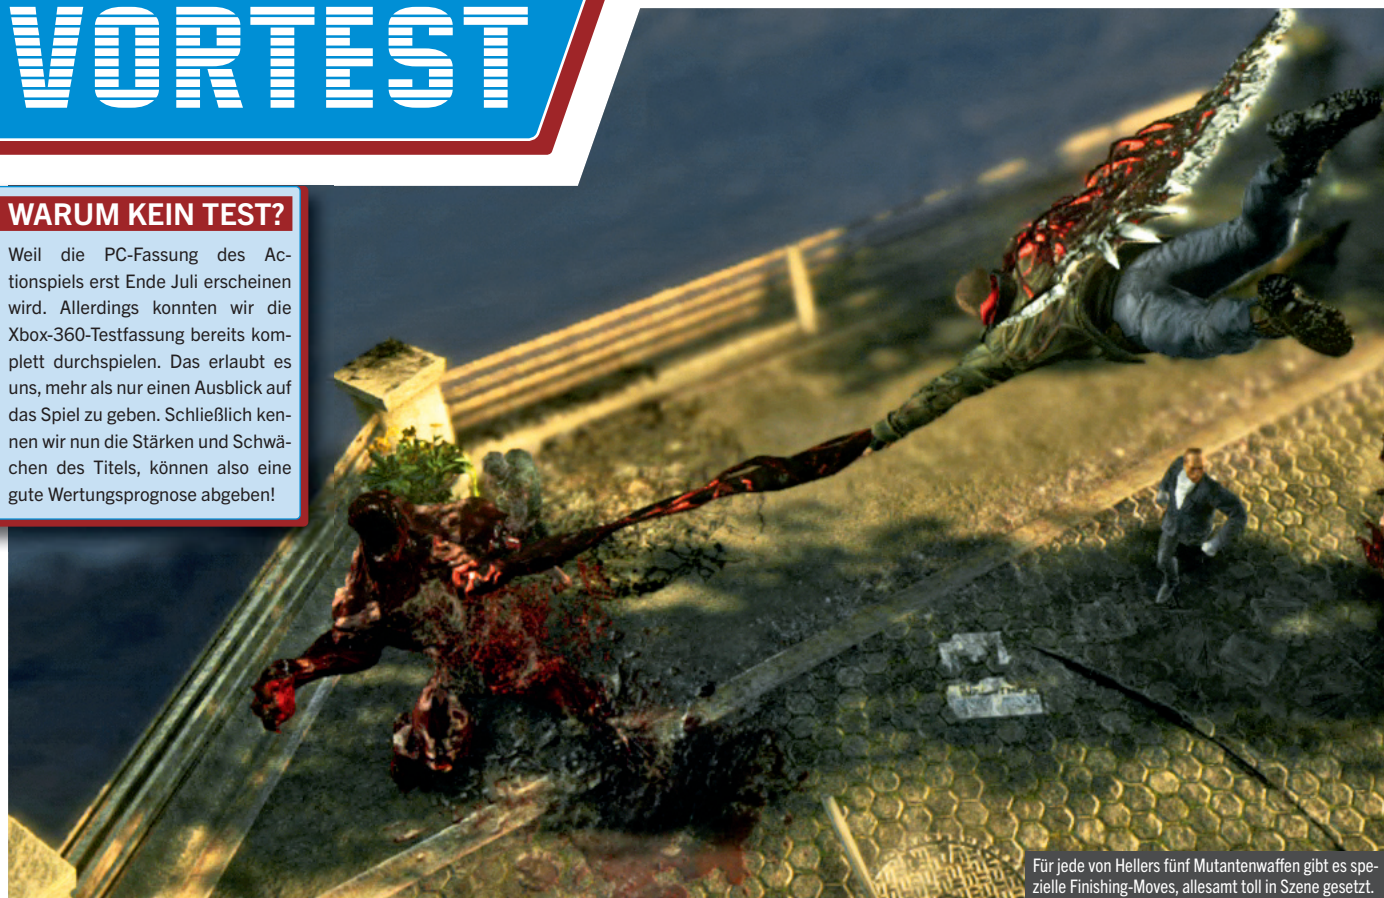 VORTEST
WARUM KEIN TEST?
Weil die PC-Fassung des Ac-
tionspiels erst Ende Juli erscheinen
wird. Allerdings konnten wir die
Xbox-360-Testfassung bereits kom-
plett durchspielen. Das erlaubt es
uns, mehr als nur einen Ausblick auf
das Spiel zu geben. Schließlich ken-
nen wir nun die Stärken und Schwä-
chen des Titels, können also eine
gute Wertungsprognose abgeben!
Für jede von Hellers fünf Mutantenwaffen gibt es spe-
zielle Finishing-Moves, allesamt toll in Szene gesetzt.